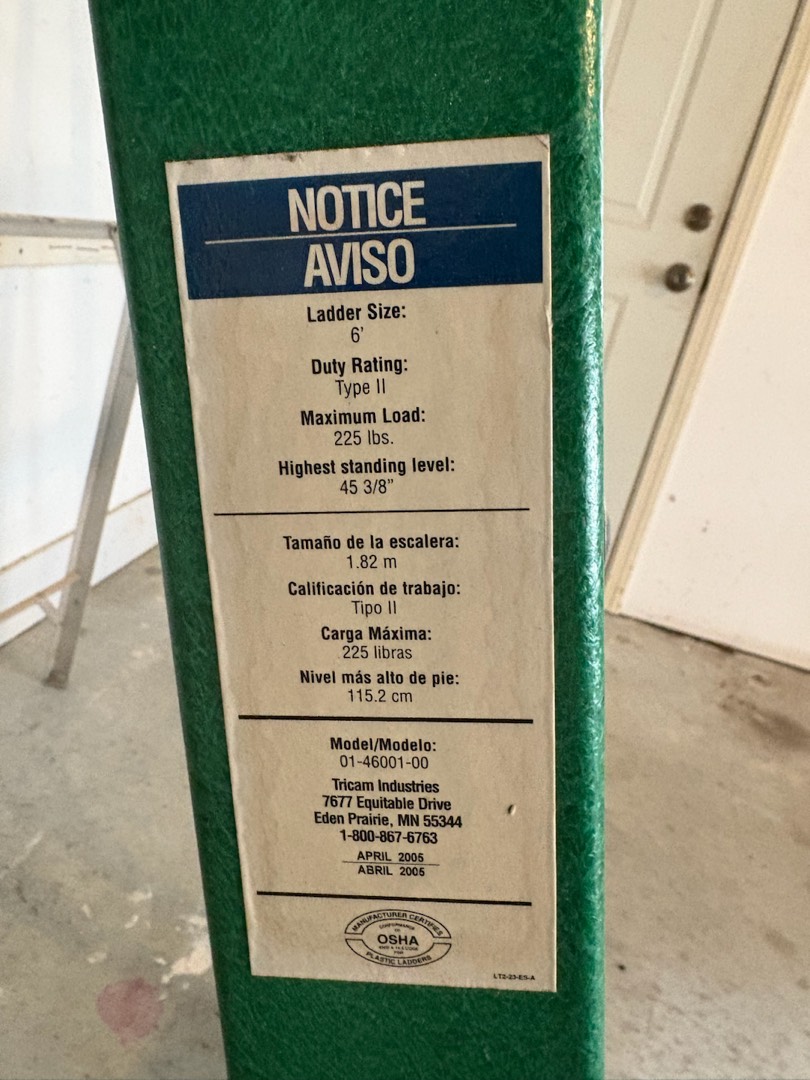 NOTICE
AVISO
Ladder Size:
6'
Duty Rating:
Type II
Maximum Load:
225 lbs.
Highest standing level:
45 3/8"
Tamaño de la escalera:
1.82 m
Calificación de trabajo:
Tipo II
Carga Máxima:
225 libras
Nivel más alto de pie:
115.2 cm
Model/Modelo:
01-46001-00
Tricam Industries
7677 Equitable Drive
Eden Prairie, MN 55344
1-800-867-6763
APRIL 2005
ABRIL 2005
MANUFACTURER CERTIFIES
CONFORMANCE
TO
OSHA
FOR
PLASTIC LADDERS
LT2-23-ES-A